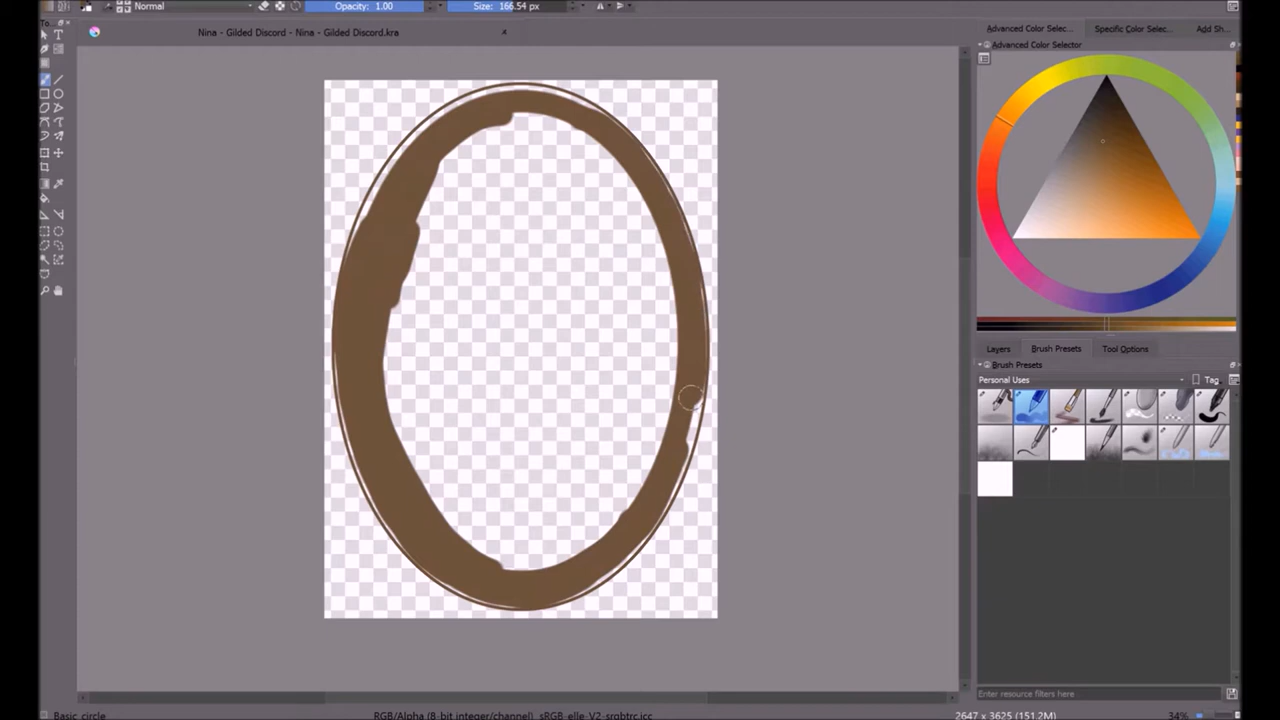 Normal
Opacity: 1.00
Size: 166.54 px
To...
Nina - Gilded Discord - Nina - Gilded Discord.kra
Advanced Color Selec...
Specific Color Selec...
Add Sh...
Advanced Color Selector
Layers
Brush Presets
Tool Options
Brush Presets
Personal Uses
Tag
Enter resource filters here
Basic_circle
RGB/Alpha (8-bit integer/channel) sRGB-elle-V2-srgbtrc.icc
2647 x 3625 (151.2M)
34%